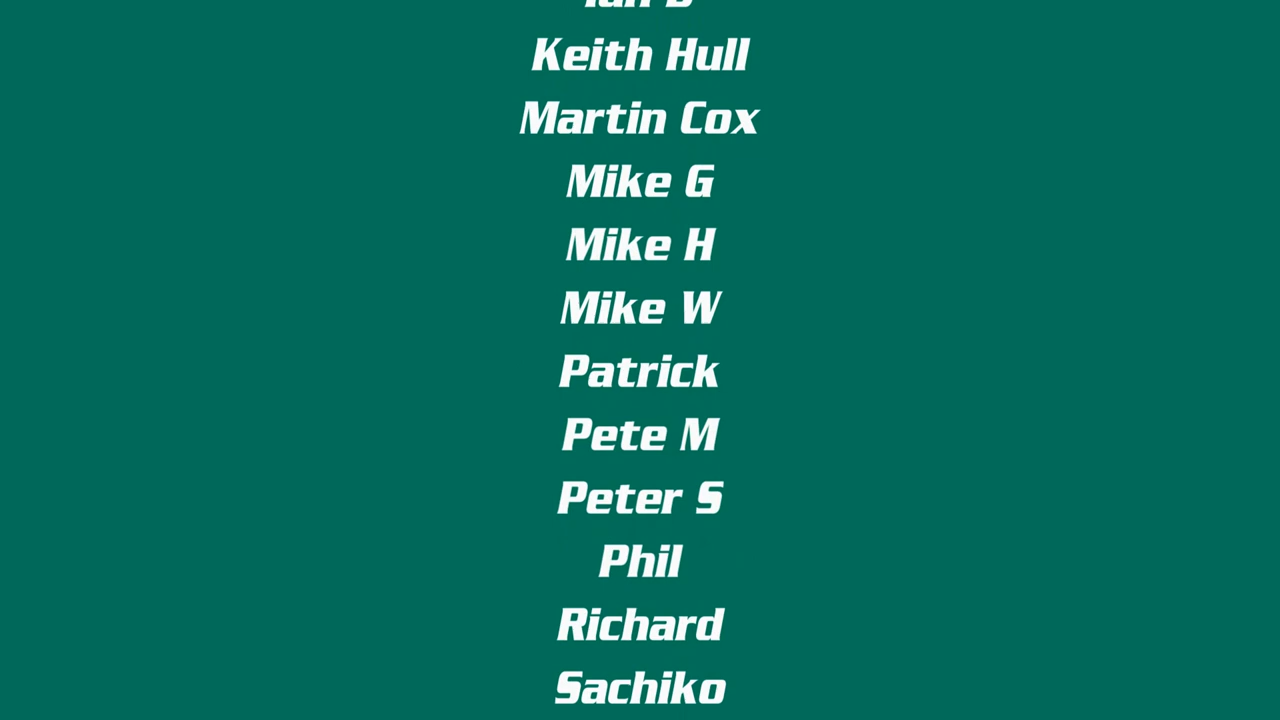 Keith Hull
Martin Cox
Mike G
Mike H
Mike W
Patrick
Pete M
Peter S
Phil
Richard
Sachiko